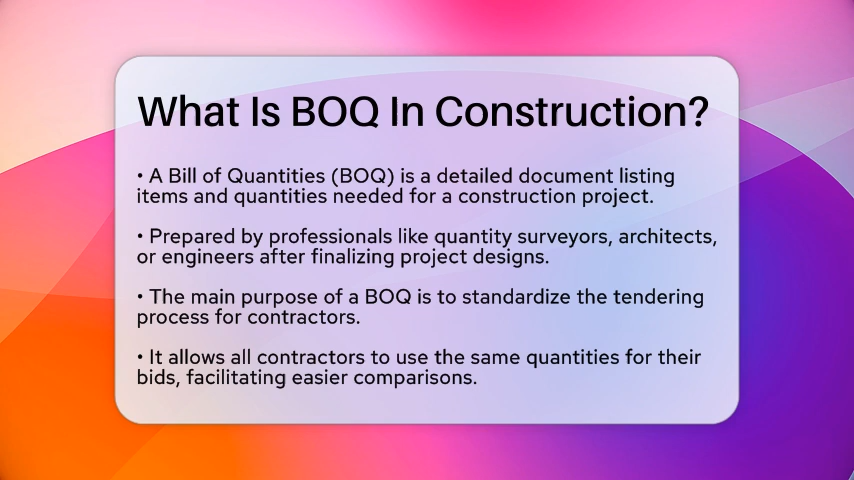 What Is BOQ In Construction?
• A Bill of Quantities (BOQ) is a detailed document listing
items and quantities needed for a construction project.
• Prepared by professionals like quantity surveyors, architects,
or engineers after finalizing project designs.
• The main purpose of a BOQ is to standardize the tendering
process for contractors.
• It allows all contractors to use the same quantities for their
bids, facilitating easier comparisons.